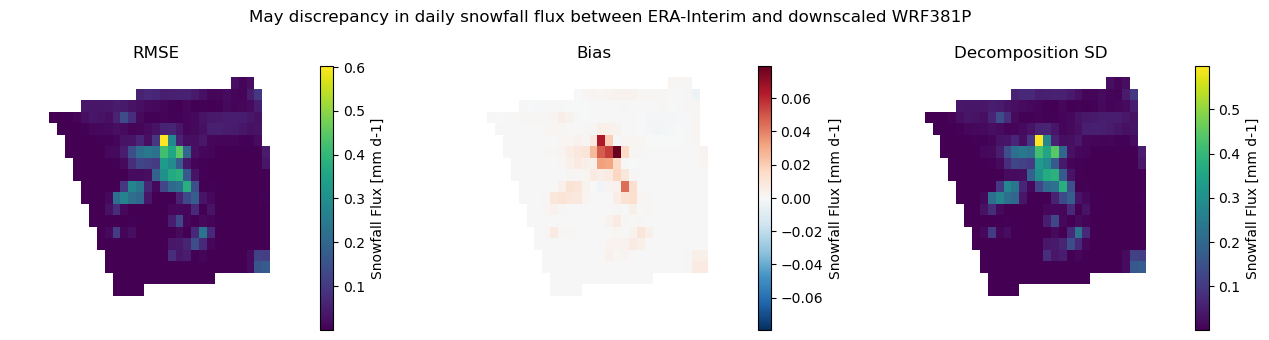 May discrepancy in daily snowfall flux between ERA-Interim and downscaled WRF381P
RMSE
0.6
0.5
0.4
0.3
0.2
0.1
Snowfall Flux [mm d-1]
Bias
0.06
0.04
0.02
0.00
−0.02
−0.04
−0.06
Snowfall Flux [mm d-1]
Decomposition SD
0.5
0.4
0.3
0.2
0.1
Snowfall Flux [mm d-1]